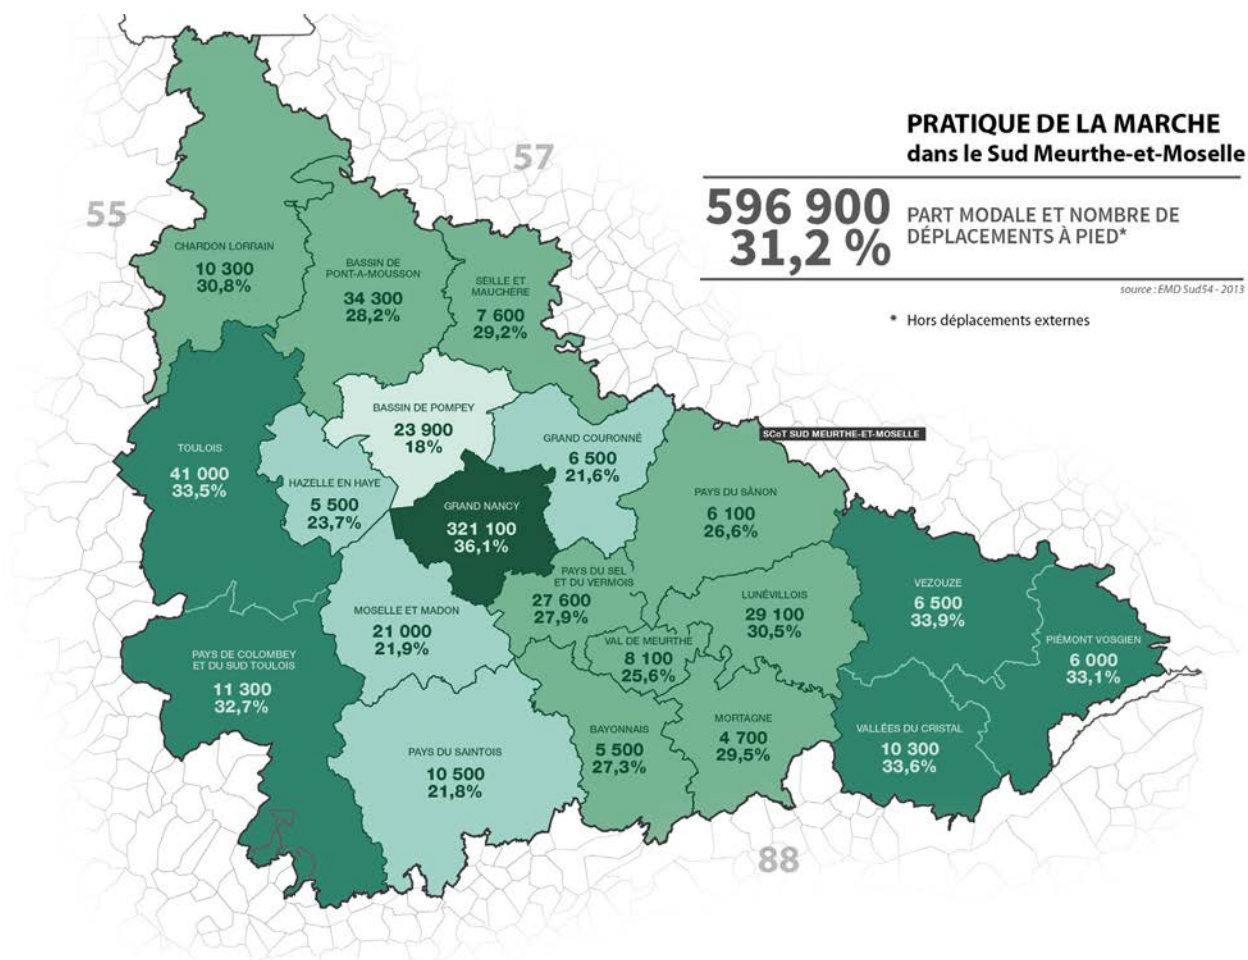 PRATIQUE DE LA MARCHE
dans le Sud Meurthe-et-Moselle
596 900
31,2 %
PART MODALE ET NOMBRE DE
DÉPLACEMENTS À PIED*
source : EMD Sud54 - 2013
* Hors déplacements externes
57
55
CHARDON LORRAIN
10 300
30,8%
BASSIN DE
PONT-A-MOUSSON
34 300
28,2%
SEILLE ET
MAUCHÈRE
7 600
29,2%
BASSIN DE POMPEY
23 900
18%
GRAND COURONNÉ
6 500
21,6%
SCoT SUD MEURTHE-ET-MOSELLE
TOULOIS
41 000
33,5%
HAZELLE EN HAYE
5 500
23,7%
GRAND NANCY
321 100
36,1%
PAYS DU SÂNON
6 100
26,6%
PAYS DU SEL
ET DU VERMOIS
27 600
27,9%
LUNÉVILLOIS
29 100
30,5%
VEZOUZE
6 500
33,9%
MOSELLE ET MADON
21 000
21,9%
VAL DE MEURTHE
8 100
25,6%
PIÉMONT VOSGIEN
6 000
33,1%
PAYS DE COLOMBEY
ET DU SUD TOULOIS
11 300
32,7%
BAYONNAIS
5 500
27,3%
MORTAGNE
4 700
29,5%
VALLÉES DU CRISTAL
10 300
33,6%
PAYS DU SAINTOIS
10 500
21,8%
88